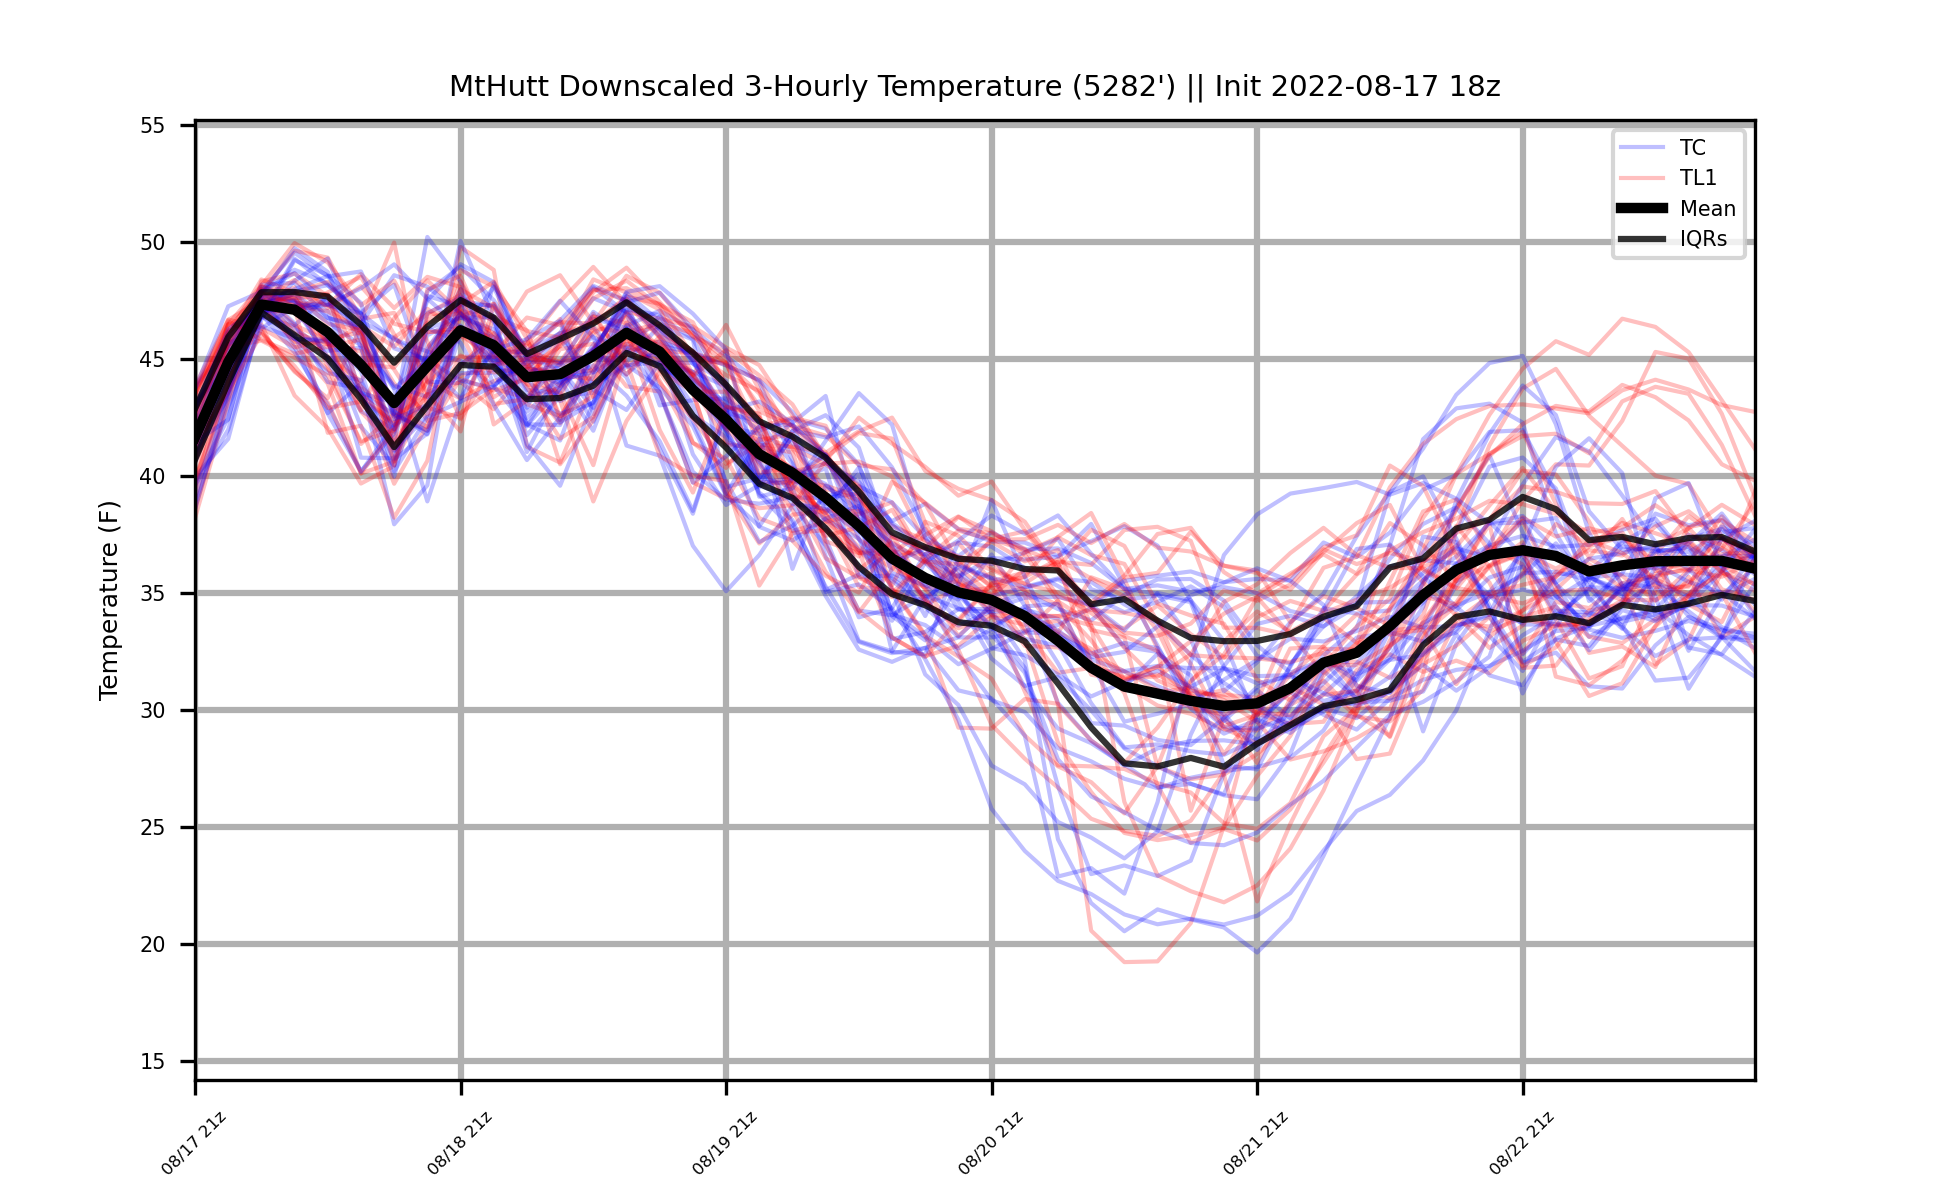 MtHutt Downscaled 3-Hourly Temperature (5282') || Init 2022-08-17 18z
TC
TL1
Mean
IQRs
Temperature (F)
55
50
45
40
35
30
25
20
15
08/17 21z
08/18 21z
08/19 21z
08/20 21z
08/21 21z
08/22 21z